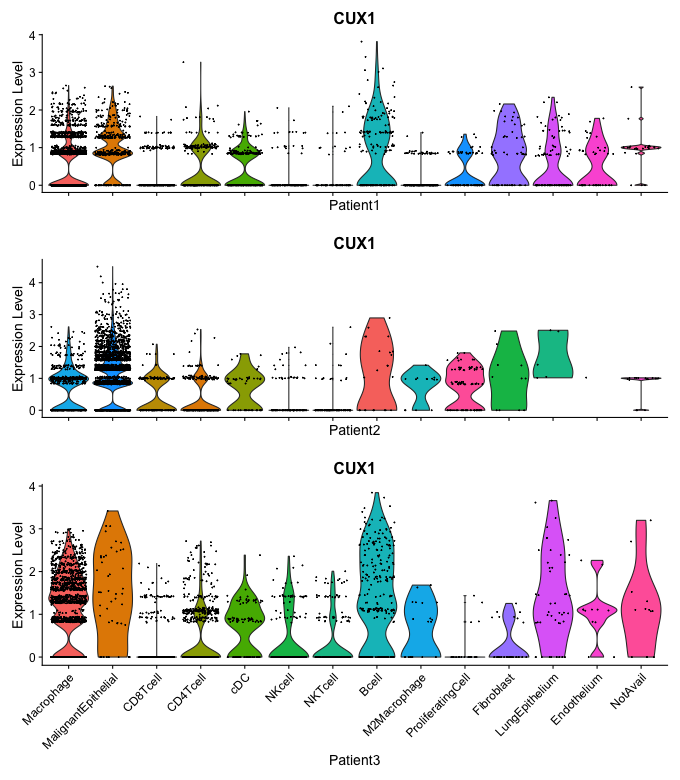 CUX1
Expression Level
4
3
2
1
0
Patient1
CUX1
Expression Level
4
3
2
1
0
Patient2
CUX1
Expression Level
4
3
2
1
0
Macrophage
MalignantEpithelial
CD8Tcell
CD4Tcell
cDC
NKcell
NKTcell
Bcell
M2Macrophage
ProliferatingCell
Fibroblast
LungEpithelium
Endothelium
NotAvail
Patient3